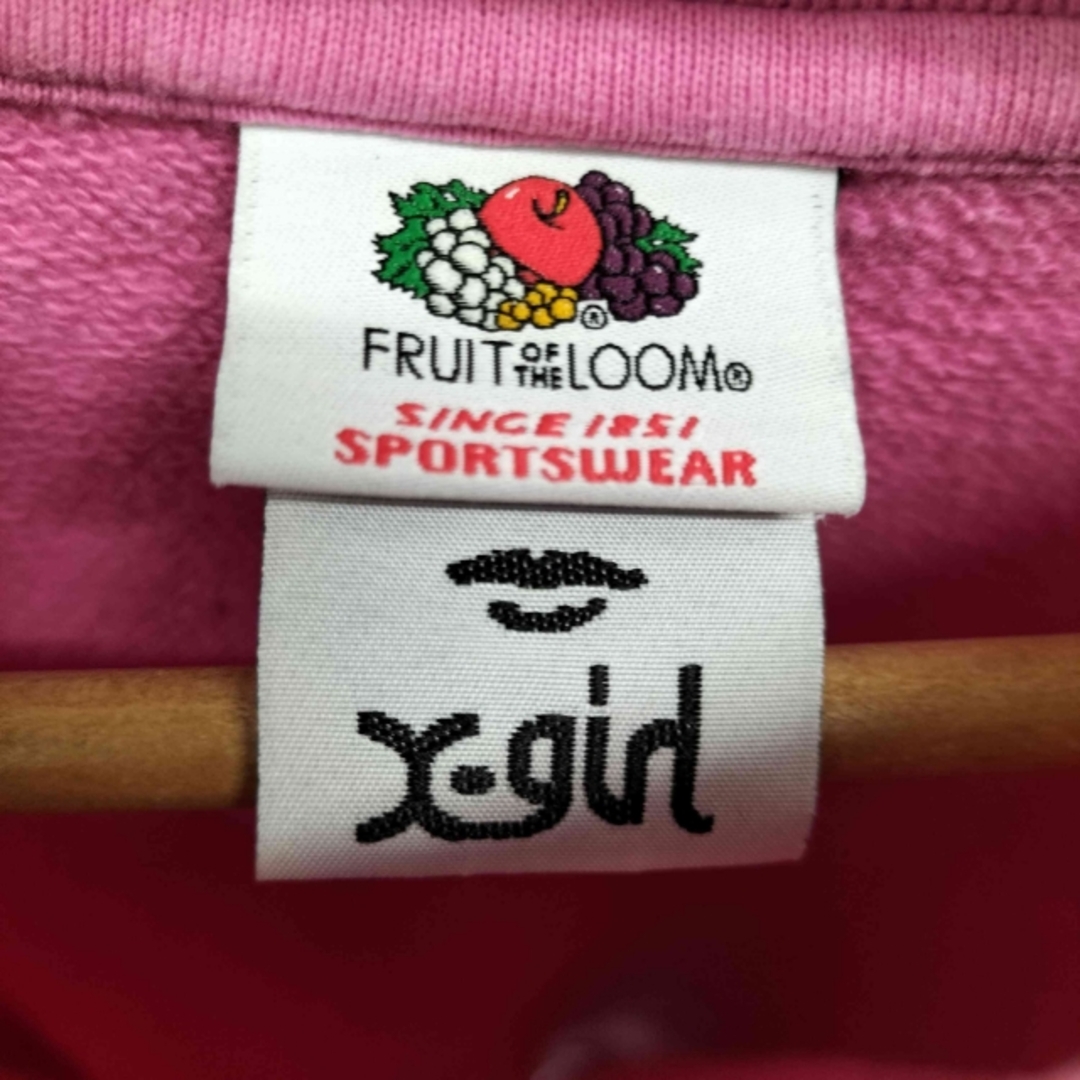 FRUIT OF THE LOOM®
SINCE 1851
SPORTSWEAR
X-girl